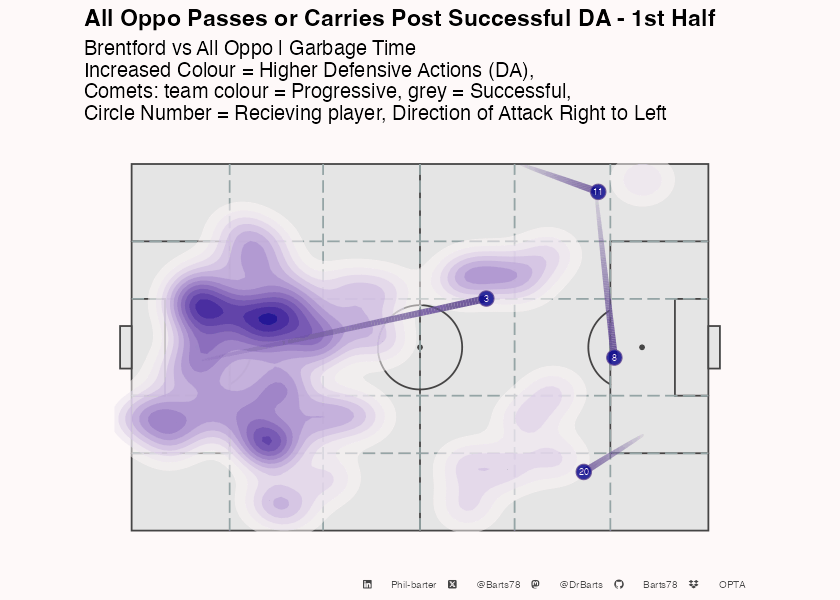 All Oppo Passes or Carries Post Successful DA - 1st Half
Brentford vs All Oppo | Garbage Time
Increased Colour = Higher Defensive Actions (DA),
Comets: team colour = Progressive, grey = Successful,
Circle Number = Recieving player, Direction of Attack Right to Left
11
3
8
20
Phil-barter @Barts78 @DrBarts Barts78 OPTA